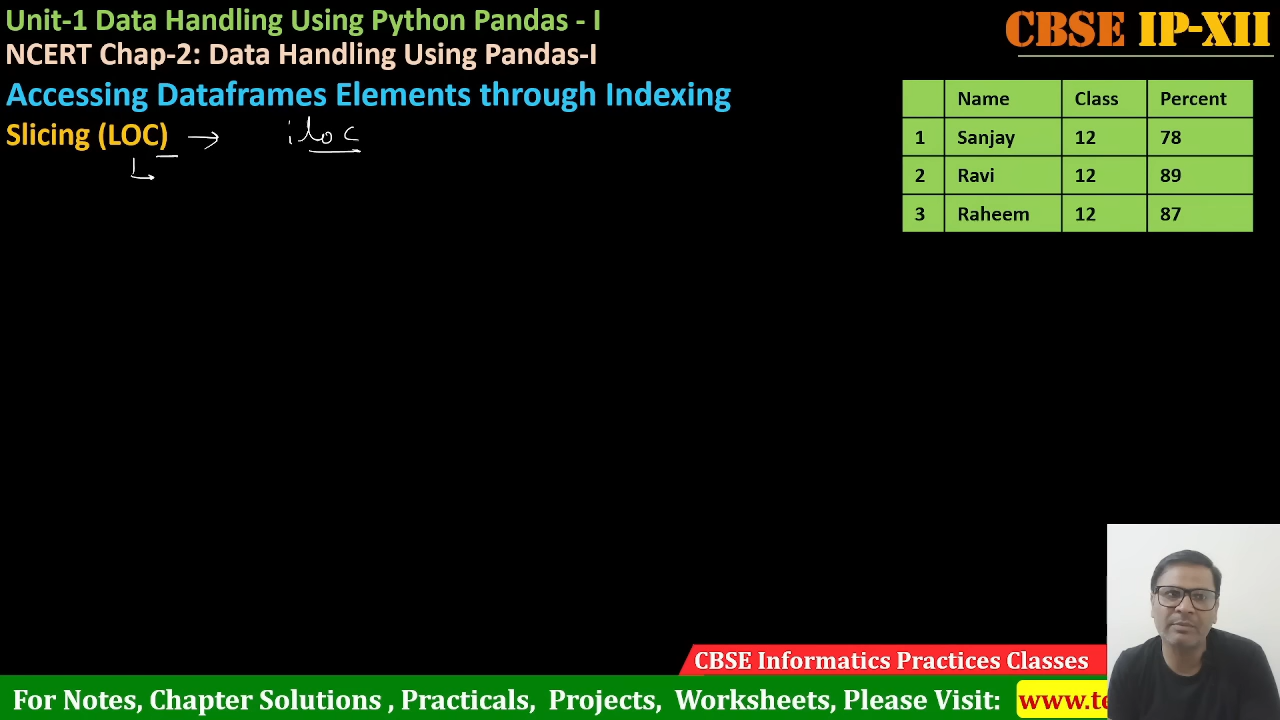 Unit-1 Data Handling Using Python Pandas - I
CBSE IP-XII
NCERT Chap-2: Data Handling Using Pandas-I
Accessing Dataframes Elements through Indexing
Slicing (LOC) → iloc
Name Class Percent
1 Sanjay 12 78
2 Ravi 12 89
3 Raheem 12 87
CBSE Informatics Practices Classes
For Notes, Chapter Solutions , Practicals, Projects, Worksheets, Please Visit: